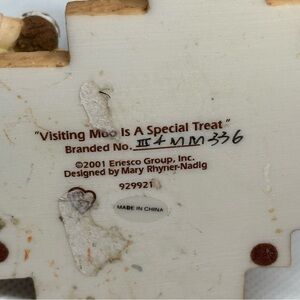 "Visiting Moo Is A Special Treat"
Branded No. III 4 MM 336
©2001 Enesco Group, Inc.
Designed by Mary Rhyner-Nadig
929921
MADE IN CHINA